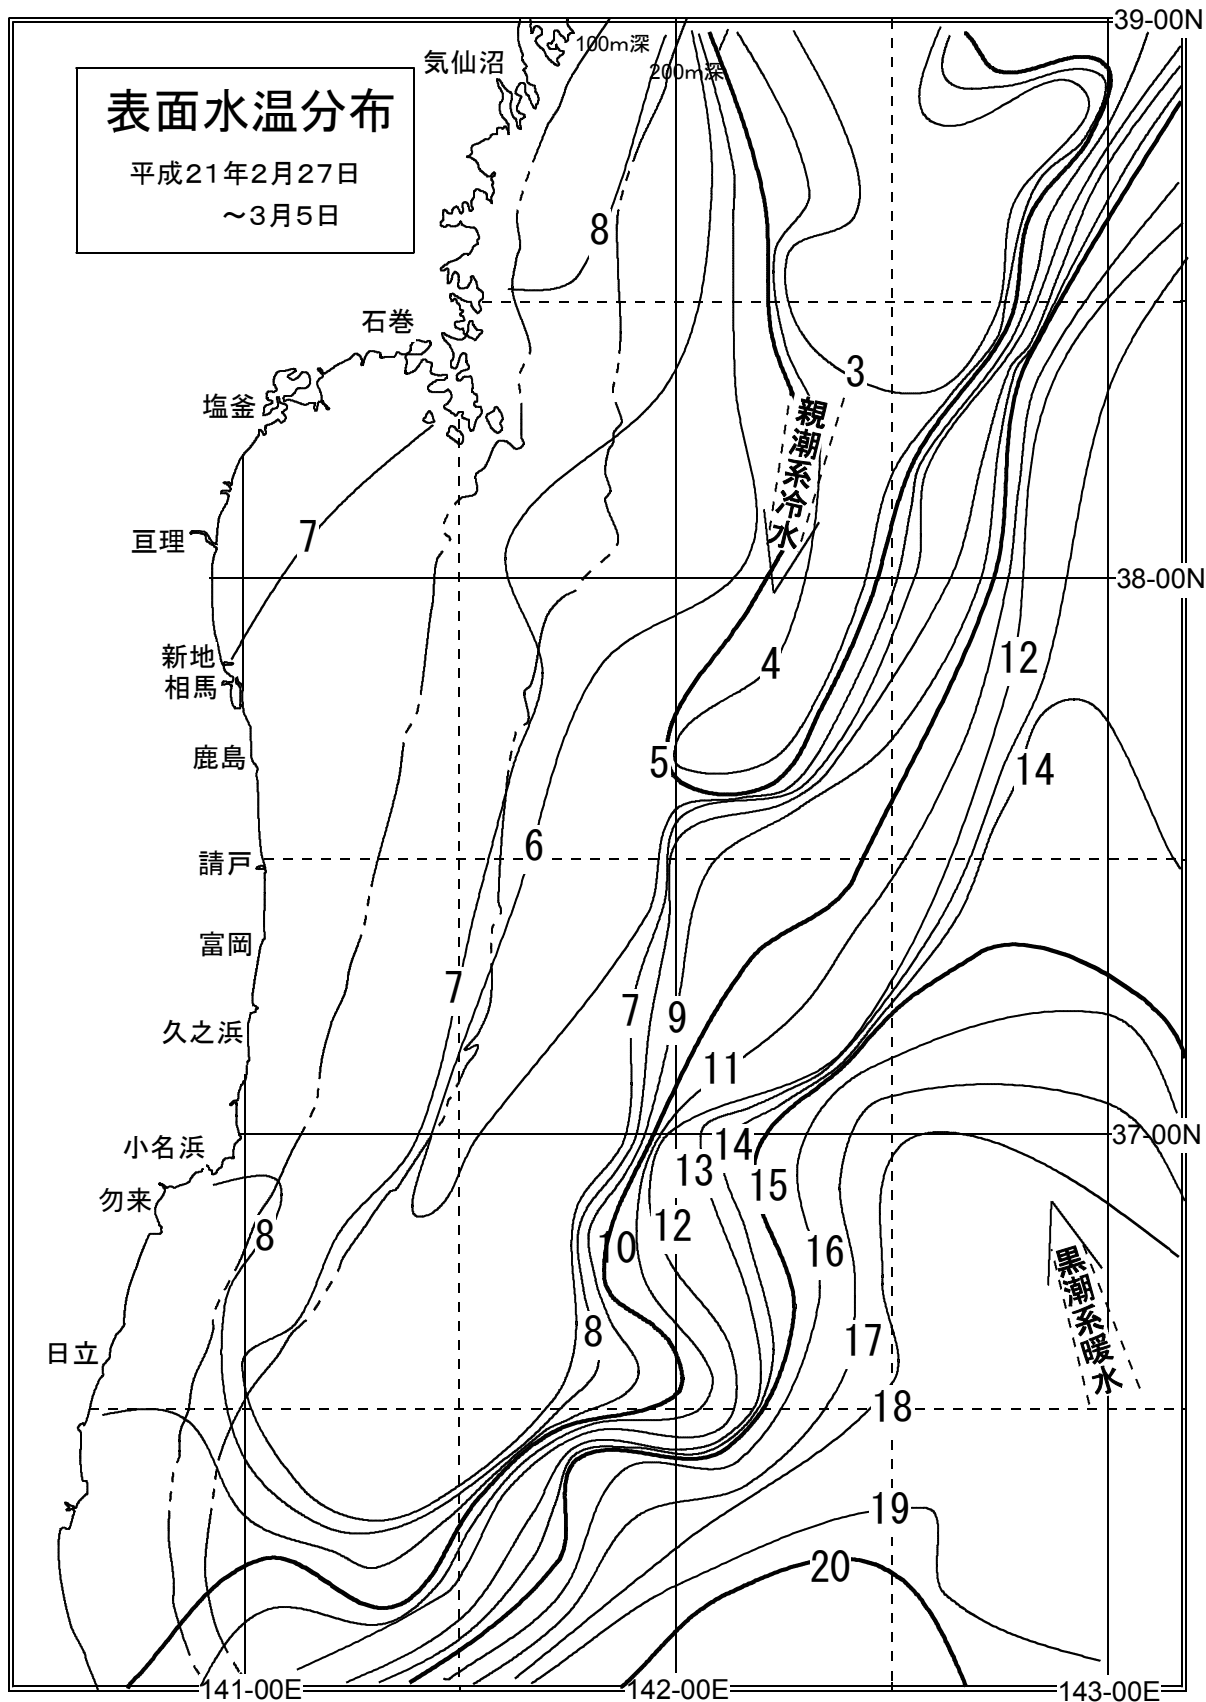 39-00N
100m深
気仙沼
200m深
表面水温分布
平成21年2月27日
～3月5日
8
石巻
3
塩釜
親潮系冷水
7
亘理
38-00N
新地
12
4
相馬
鹿島
5
14
6
請戸
富岡
7
7
9
久之浜
11
37-00N
小名浜
14
13
15
勿来
12
8
10
16
黒潮系暖水
8
17
日立
18
19
20
141-00E
142-00E
143-00E